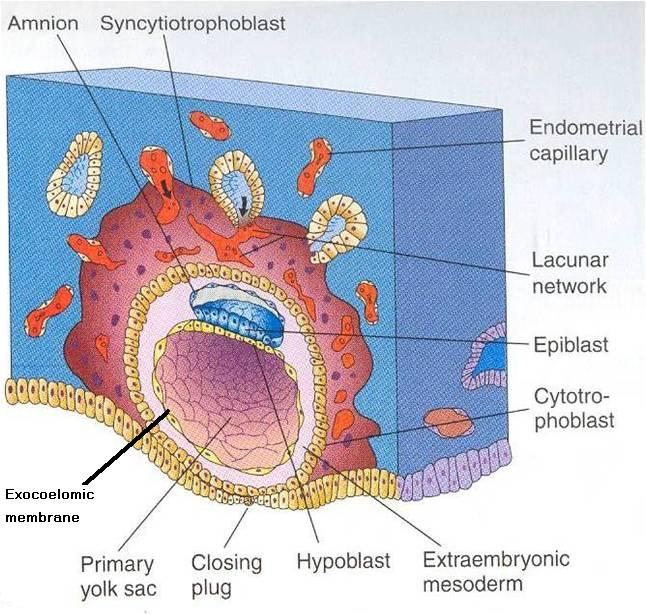 Amnion
Syncytiotrophoblast
Endometrial
capillary
Lacunar
network
Epiblast
Cytotro-
phoblast
Exocoelomic
membrane
Primary
yolk sac
Closing
plug
Hypoblast
Extraembryonic
mesoderm